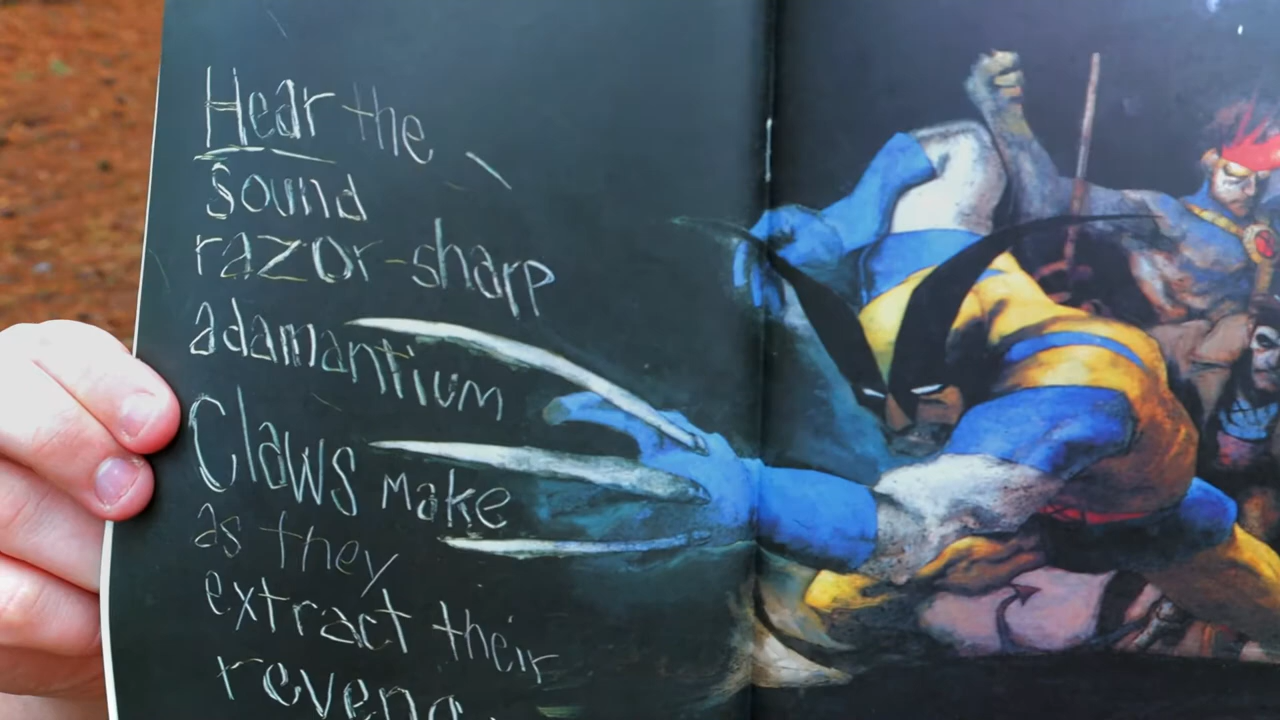 Hear the
sound
razor-sharp
adamantium
Claws make
as they
extract their